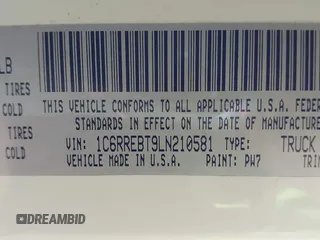 LB
TIRES
COLD
THIS VEHICLE CONFORMS TO ALL APPLICABLE U.S.A. FEDER
TIRES STANDARDS IN EFFECT ON THE DATE OF MANUFACTURE
COLD VIN: 1C6RREBT9LN210581 TYPE: TRUCK
VEHICLE MADE IN U.S.A. PAINT: PW7 TRIM
DREAMBID